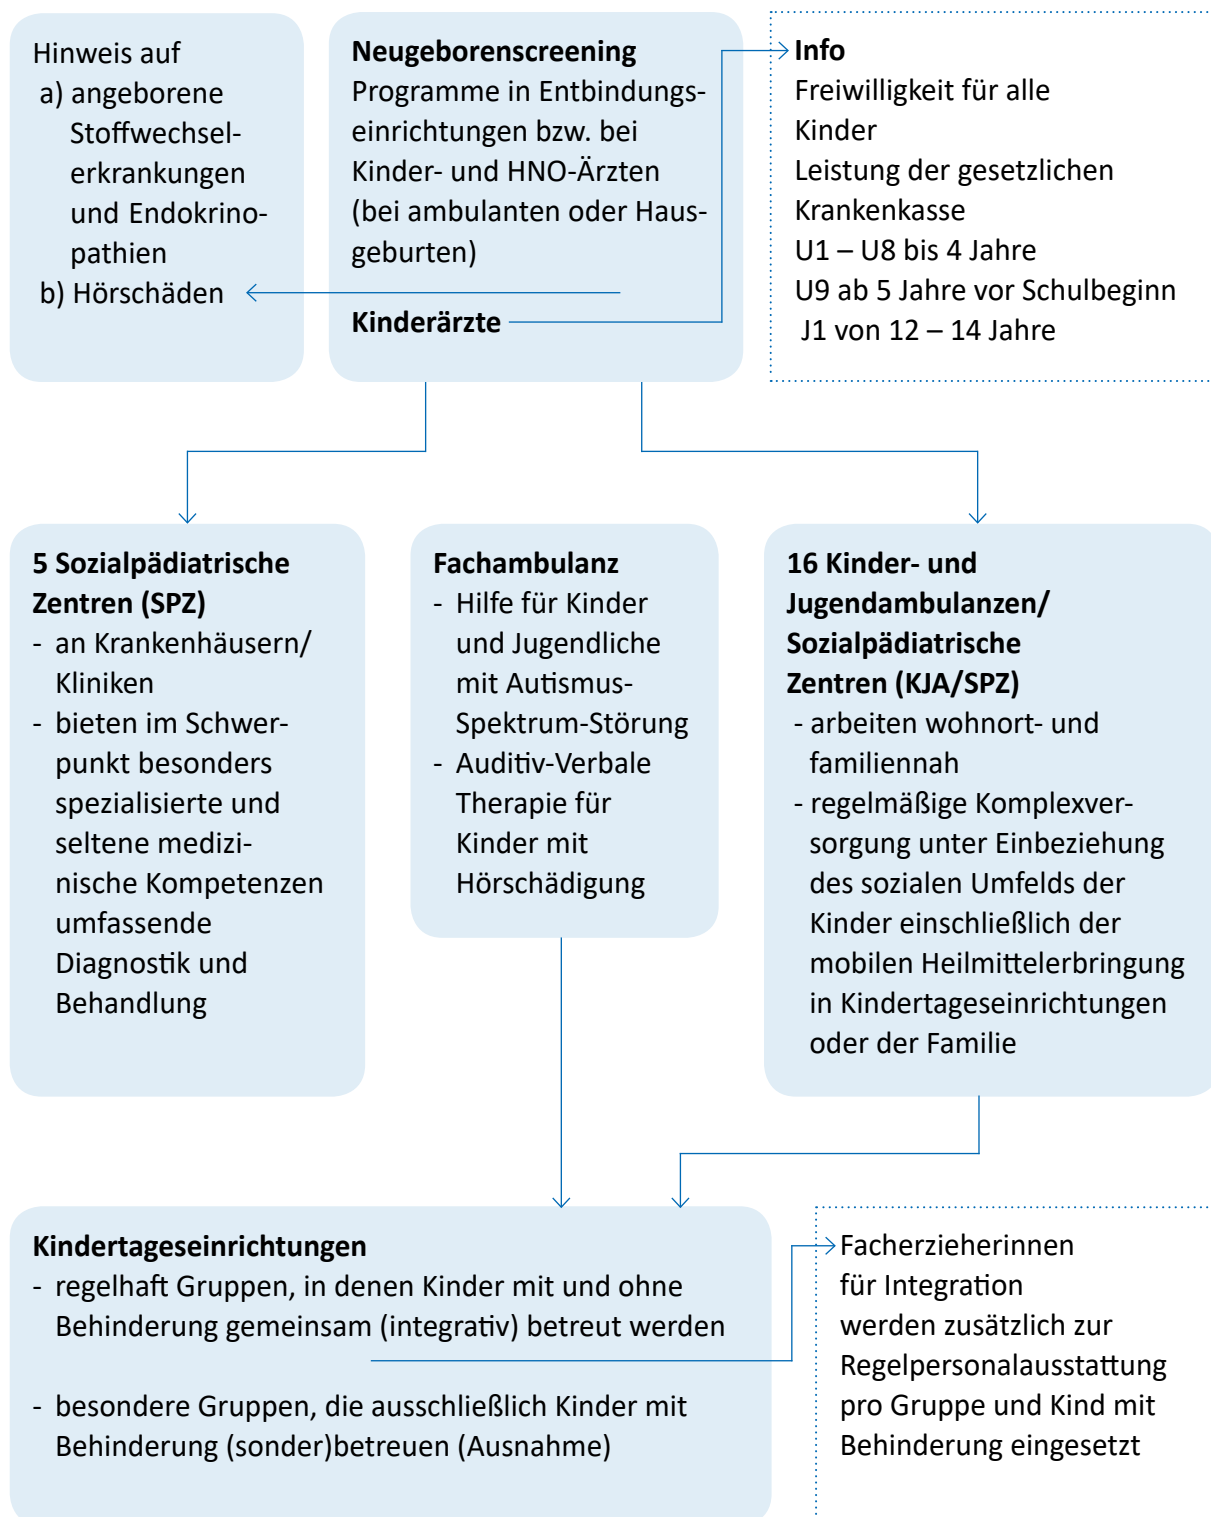 Hinweis auf
a) angeborene
Stoffwechsel-
erkrankungen
und Endokrino-
pathien
b) Hörschäden
Neugeborenscreening
Programme in Entbindungs-
einrichtungen bzw. bei
Kinder- und HNO-Ärzten
(bei ambulanten oder Haus-
geburten)
Kinderärzte
Info
Freiwilligkeit für alle
Kinder
Leistung der gesetzlichen
Krankenkasse
U1 – U8 bis 4 Jahre
U9 ab 5 Jahre vor Schulbeginn
J1 von 12 – 14 Jahre
5 Sozialpädiatrische
Zentren (SPZ)
- an Krankenhäusern/
Kliniken
- bieten im Schwer-
punkt besonders
spezialisierte und
seltene medizi-
nische Kompetenzen
umfassende
Diagnostik und
Behandlung
Fachambulanz
- Hilfe für Kinder
und Jugendliche
mit Autismus-
Spektrum-Störung
- Auditiv-Verbale
Therapie für
Kinder mit
Hörschädigung
16 Kinder- und
Jugendambulanzen/
Sozialpädiatrische
Zentren (KJA/SPZ)
- arbeiten wohnort- und
familiennah
- regelmäßige Komplexver-
sorgung unter Einbeziehung
des sozialen Umfelds der
Kinder einschließlich der
mobilen Heilmittelerbringung
in Kindertageseinrichtungen
oder der Familie
Kindertageseinrichtungen
- regelhaft Gruppen, in denen Kinder mit und ohne
Behinderung gemeinsam (integrativ) betreut werden
- besondere Gruppen, die ausschließlich Kinder mit
Behinderung (sonder)betreuen (Ausnahme)
Facherzieherinnen
für Integration
werden zusätzlich zur
Regelpersonalausstattung
pro Gruppe und Kind mit
Behinderung eingesetzt